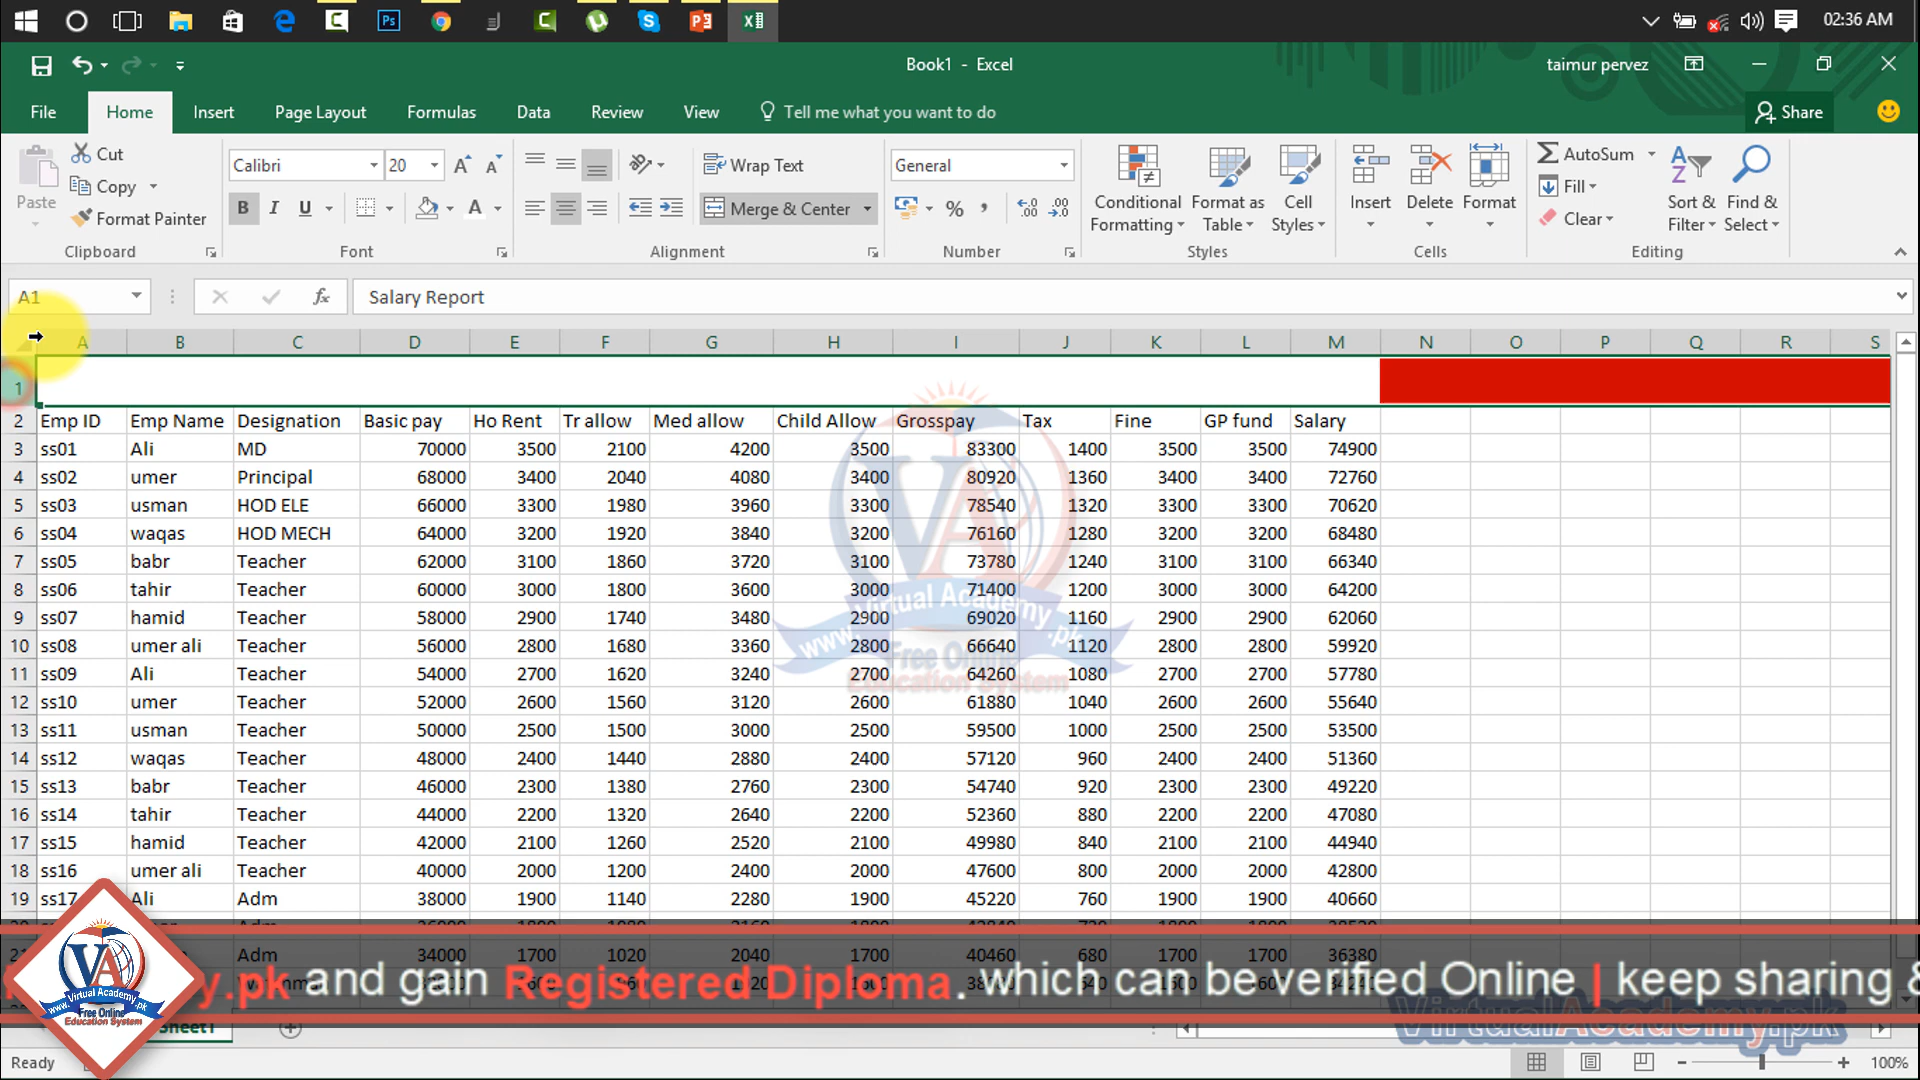 02:36 AM
Book1 - Excel
taimur pervez
File Home Insert Page Layout Formulas Data Review View Tell me what you want to do Share
Cut
Copy
Format Painter
Paste
Clipboard
Calibri 20
B I U
Font
Wrap Text
Merge & Center
Alignment
General
Number
Conditional Formatting
Format as Table
Cell Styles
Styles
Insert Delete Format
Cells
AutoSum
Fill
Clear
Sort & Filter
Find & Select
Editing
A1 fx Salary Report
A B C D E F G H I J K L M N O P Q R S
1
2 Emp ID Emp Name Designation Basic pay Ho Rent Tr allow Med allow Child Allow Grosspay Tax Fine GP fund Salary
3 ss01 Ali MD 70000 3500 2100 4200 3500 83300 1400 3500 3500 74900
4 ss02 umer Principal 68000 3400 2040 4080 3400 80920 1360 3400 3400 72760
5 ss03 usman HOD ELE 66000 3300 1980 3960 3300 78540 1320 3300 3300 70620
6 ss04 waqas HOD MECH 64000 3200 1920 3840 3200 76160 1280 3200 3200 68480
7 ss05 babr Teacher 62000 3100 1860 3720 3100 73780 1240 3100 3100 66340
8 ss06 tahir Teacher 60000 3000 1800 3600 3000 71400 1200 3000 3000 64200
9 ss07 hamid Teacher 58000 2900 1740 3480 2900 69020 1160 2900 2900 62060
10 ss08 umer ali Teacher 56000 2800 1680 3360 2800 66640 1120 2800 2800 59920
11 ss09 Ali Teacher 54000 2700 1620 3240 2700 64260 1080 2700 2700 57780
12 ss10 umer Teacher 52000 2600 1560 3120 2600 61880 1040 2600 2600 55640
13 ss11 usman Teacher 50000 2500 1500 3000 2500 59500 1000 2500 2500 53500
14 ss12 waqas Teacher 48000 2400 1440 2880 2400 57120 960 2400 2400 51360
15 ss13 babr Teacher 46000 2300 1380 2760 2300 54740 920 2300 2300 49220
16 ss14 tahir Teacher 44000 2200 1320 2640 2200 52360 880 2200 2200 47080
17 ss15 hamid Teacher 42000 2100 1260 2520 2100 49980 840 2100 2100 44940
18 ss16 umer ali Teacher 40000 2000 1200 2400 2000 47600 800 2000 2000 42800
19 ss17 Ali Adm 38000 1900 1140 2280 1900 45220 760 1900 1900 40660
Adm 34000 1700 1020 2040 1700 40460 680 1700 1700 36380
VA
www.Virtual Academy.pk
Free Online
Education System
y.pk and gain Registered Diploma. which can be verified Online | keep sharing &
VA
www.Virtual Academy.pk
Free Online
Education System
Sheet1
VirtualAcademy.pk
Ready 100%